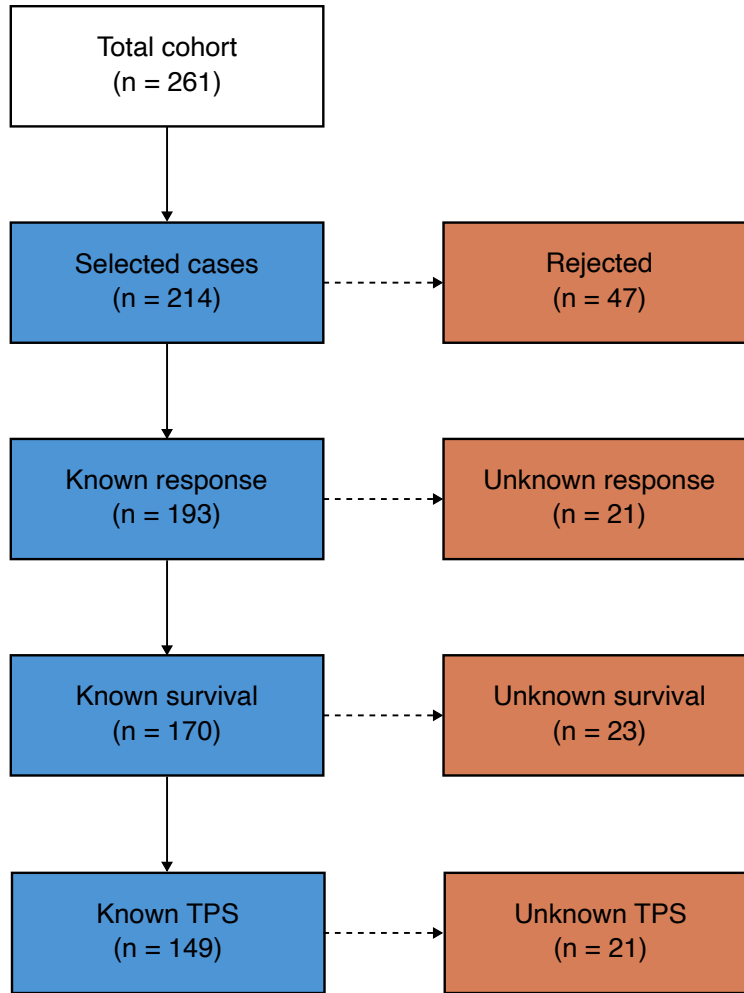 Total cohort
(n = 261)
Selected cases
(n = 214)
Rejected
(n = 47)
Known response
(n = 193)
Unknown response
(n = 21)
Known survival
(n = 170)
Unknown survival
(n = 23)
Known TPS
(n = 149)
Unknown TPS
(n = 21)